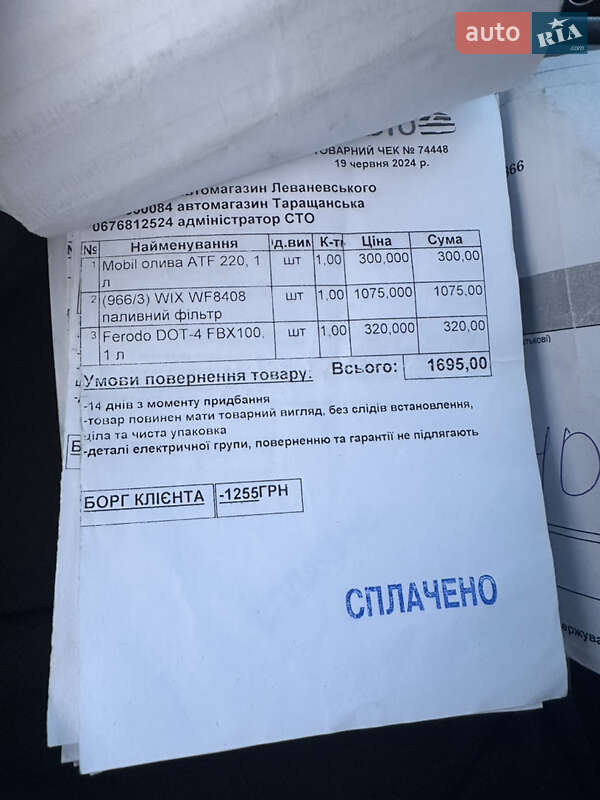 auto RIA .com
СТО
ТОВАРНИЙ ЧЕК № 74448
19 червня 2024 р.
автомагазин Леваневського
автомагазин Таращанська
0676812524 адміністратор СТО
№ Найменування К-ть Ціна Сума
1 Mobil олива ATF 220, 1 л шт 1,00 300,000 300,00
2 (966/3) WIX WF8408 паливний фільтр шт 1,00 1075,000 1075,00
3 Ferodo DOT-4 FBX100, 1 л шт 1,00 320,000 320,00
Всього: 1695,00
Умови повернення товару:
-14 днів з моменту придбання
-товар повинен мати товарний вигляд, без слідів встановлення,
ціла та чиста упаковка
-деталі електричної групи, поверненню та гарантії не підлягають
БОРГ КЛІЄНТА -1255ГРН
СПЛАЧЕНО